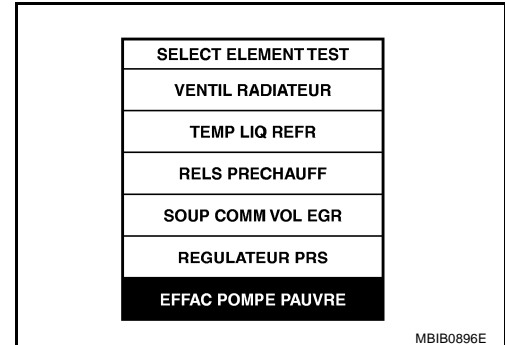 SELECT ELEMENT TEST
VENTIL RADIATEUR
TEMP LIQ REFR
RELS PRECHAUFF
SOUP COMM VOL EGR
REGULATEUR PRS
EFFAC POMPE PAUVRE
MBIB0896E